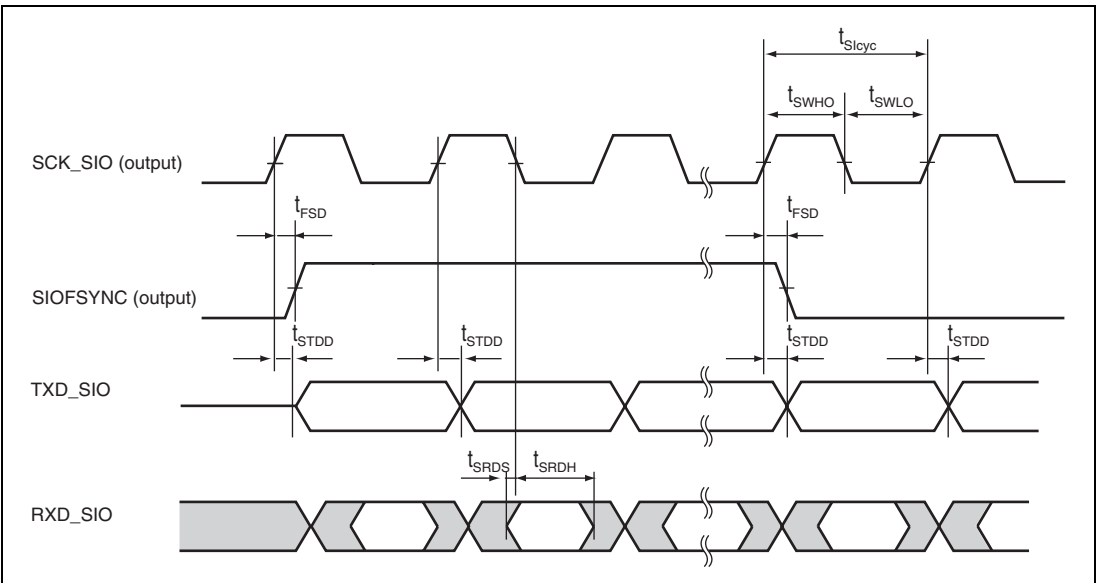 tSIcyc
tSWHO tSWLO
SCK_SIO (output)
tFSD tFSD
SIOFSYNC (output)
tSTDD tSTDD tSTDD tSTDD
TXD_SIO
tSRDS tSRDH
RXD_SIO